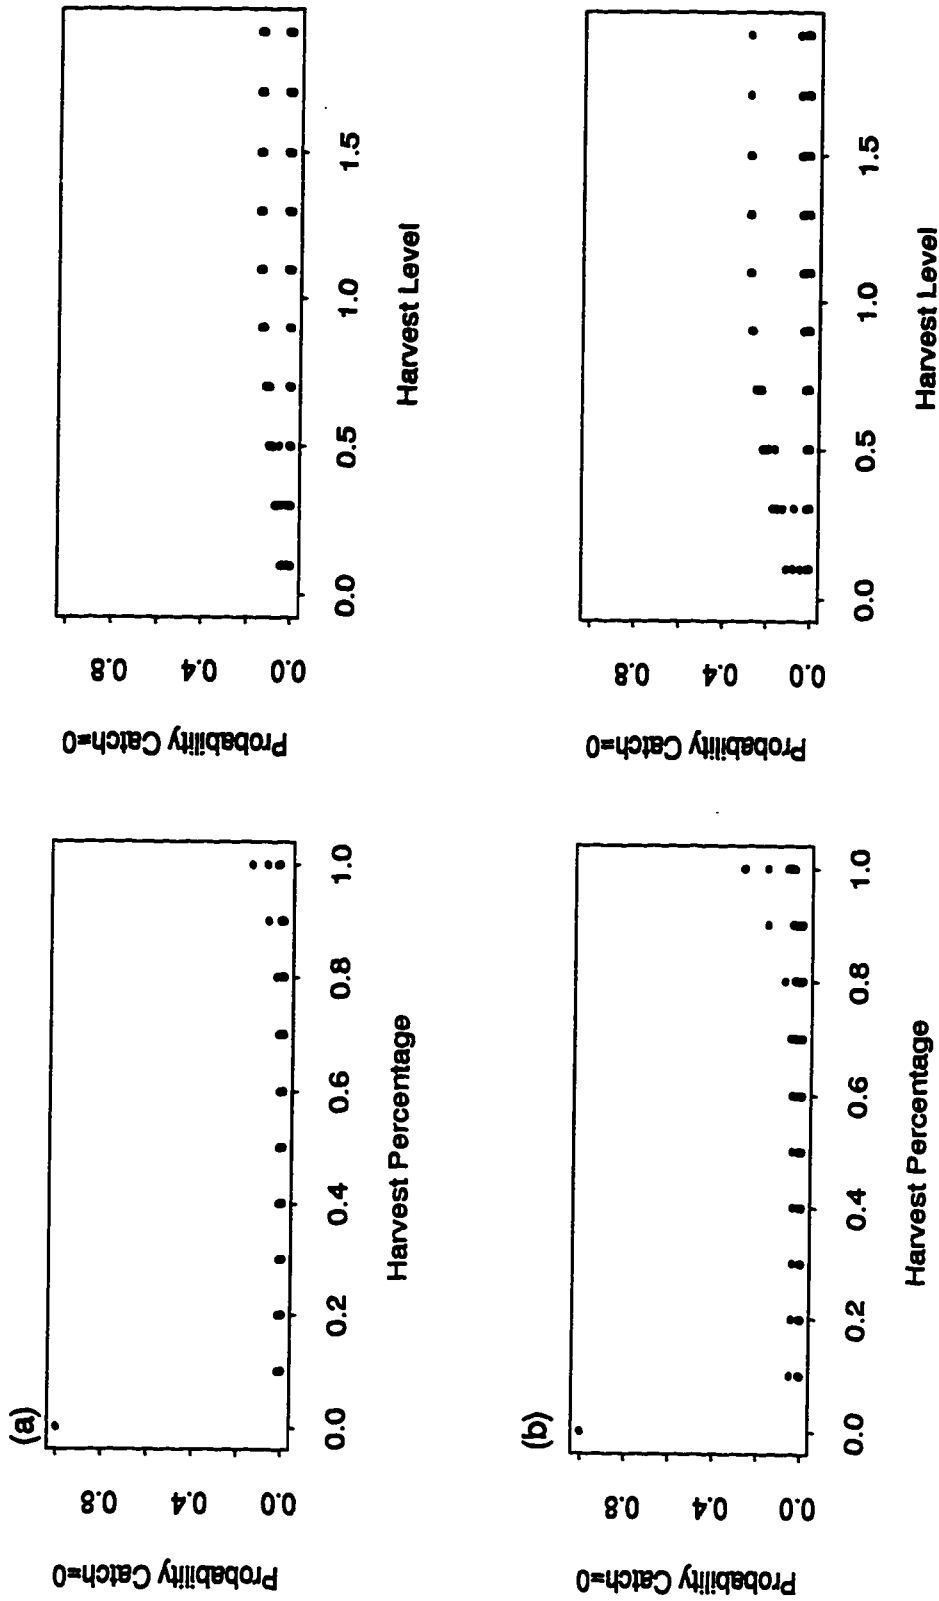 (a)
Probability Catch=0
0.0 0.4 0.8
0.0 0.2 0.4 0.6 0.8 1.0
Harvest Percentage
Probability Catch=0
0.0 0.4 0.8
0.0 0.5 1.0 1.5
Harvest Level
(b)
Probability Catch=0
0.0 0.4 0.8
0.0 0.2 0.4 0.6 0.8 1.0
Harvest Percentage
Probability Catch=0
0.0 0.4 0.8
0.0 0.5 1.0 1.5
Harvest Level